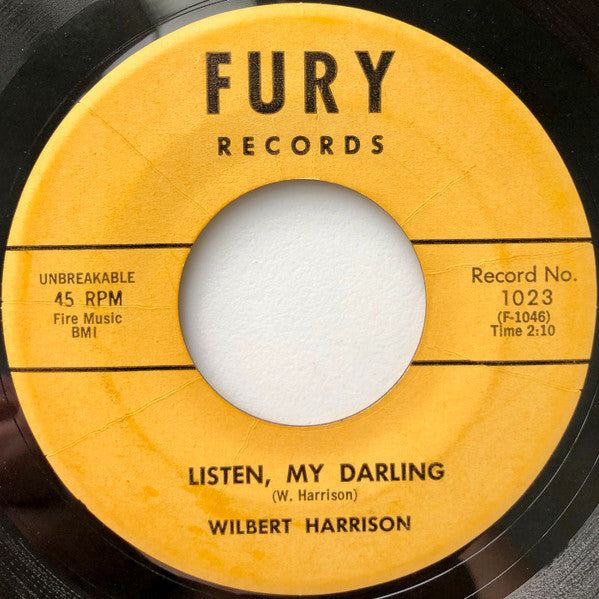 FURY
RECORDS
UNBREAKABLE
45 RPM
Fire Music
BMI
Record No.
1023
(F-1046)
Time 2:10
LISTEN, MY DARLING
(W. Harrison)
WILBERT HARRISON